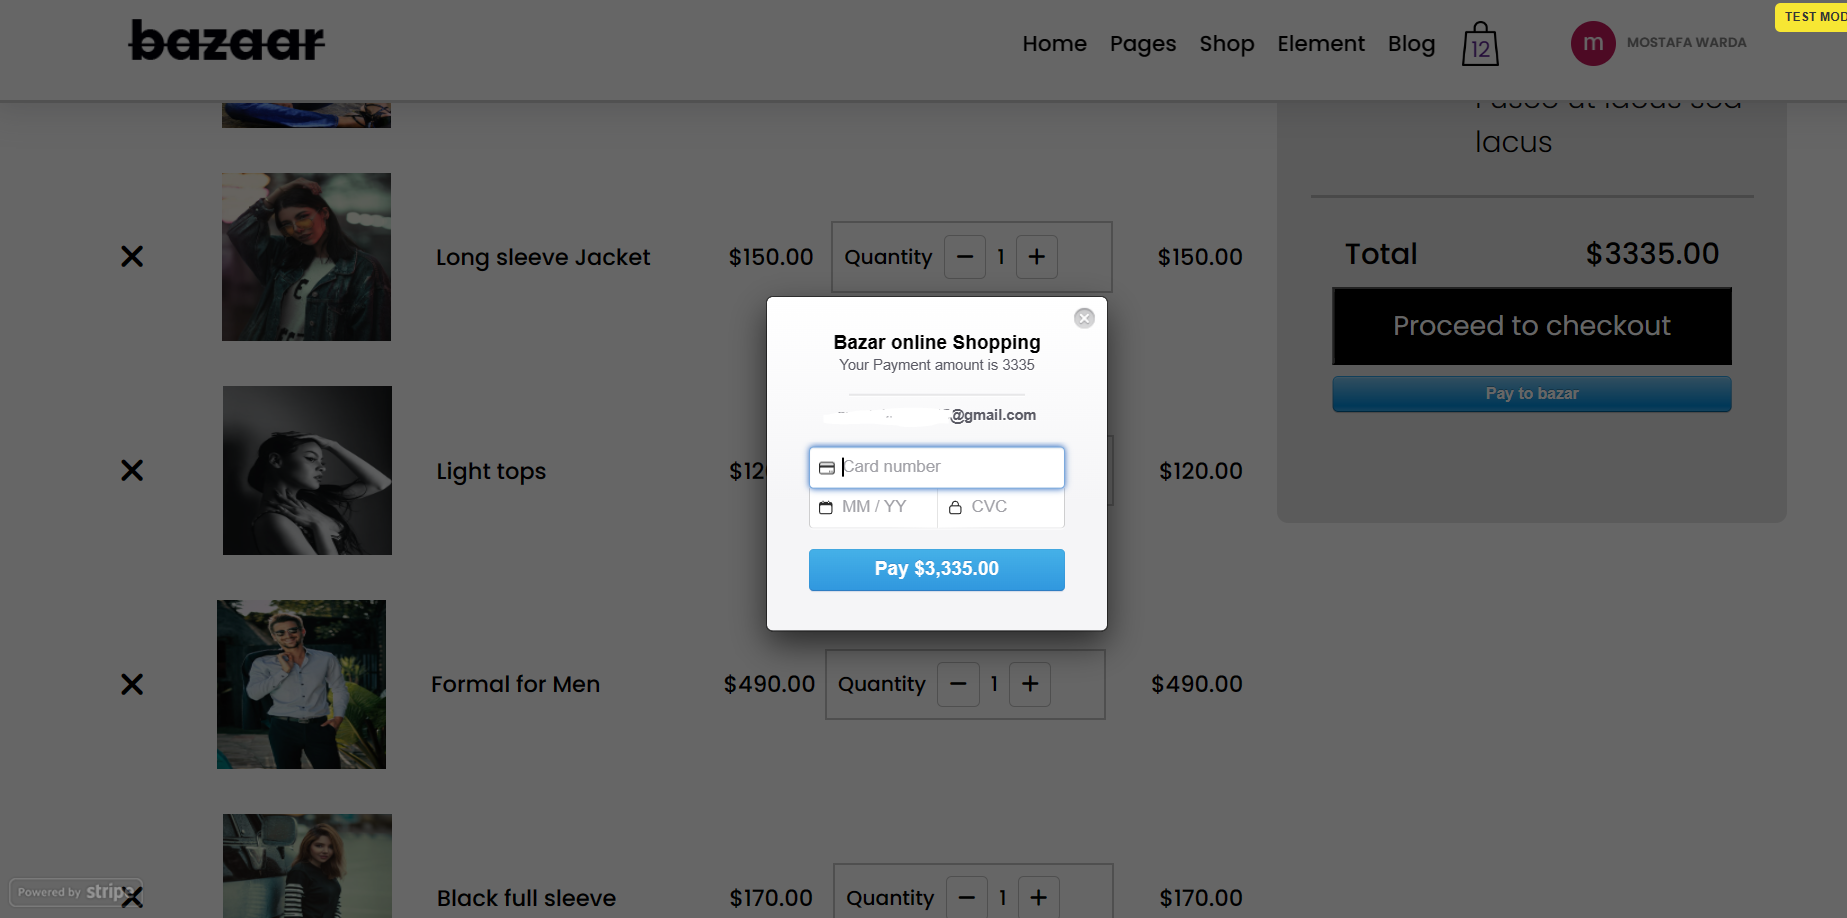 bazaar
Home Pages Shop Element Blog 12
m MOSTAFA WARDA
TEST MOD
lacus
Long sleeve Jacket $150.00 Quantity − 1 + $150.00
Total $3335.00
Proceed to checkout
Pay to bazar
Bazar online Shopping
Your Payment amount is 3335
@gmail.com
Card number
MM / YY CVC
Pay $3,335.00
Light tops $12 $120.00
Formal for Men $490.00 Quantity − 1 + $490.00
Black full sleeve $170.00 Quantity − 1 + $170.00
Powered by stripe